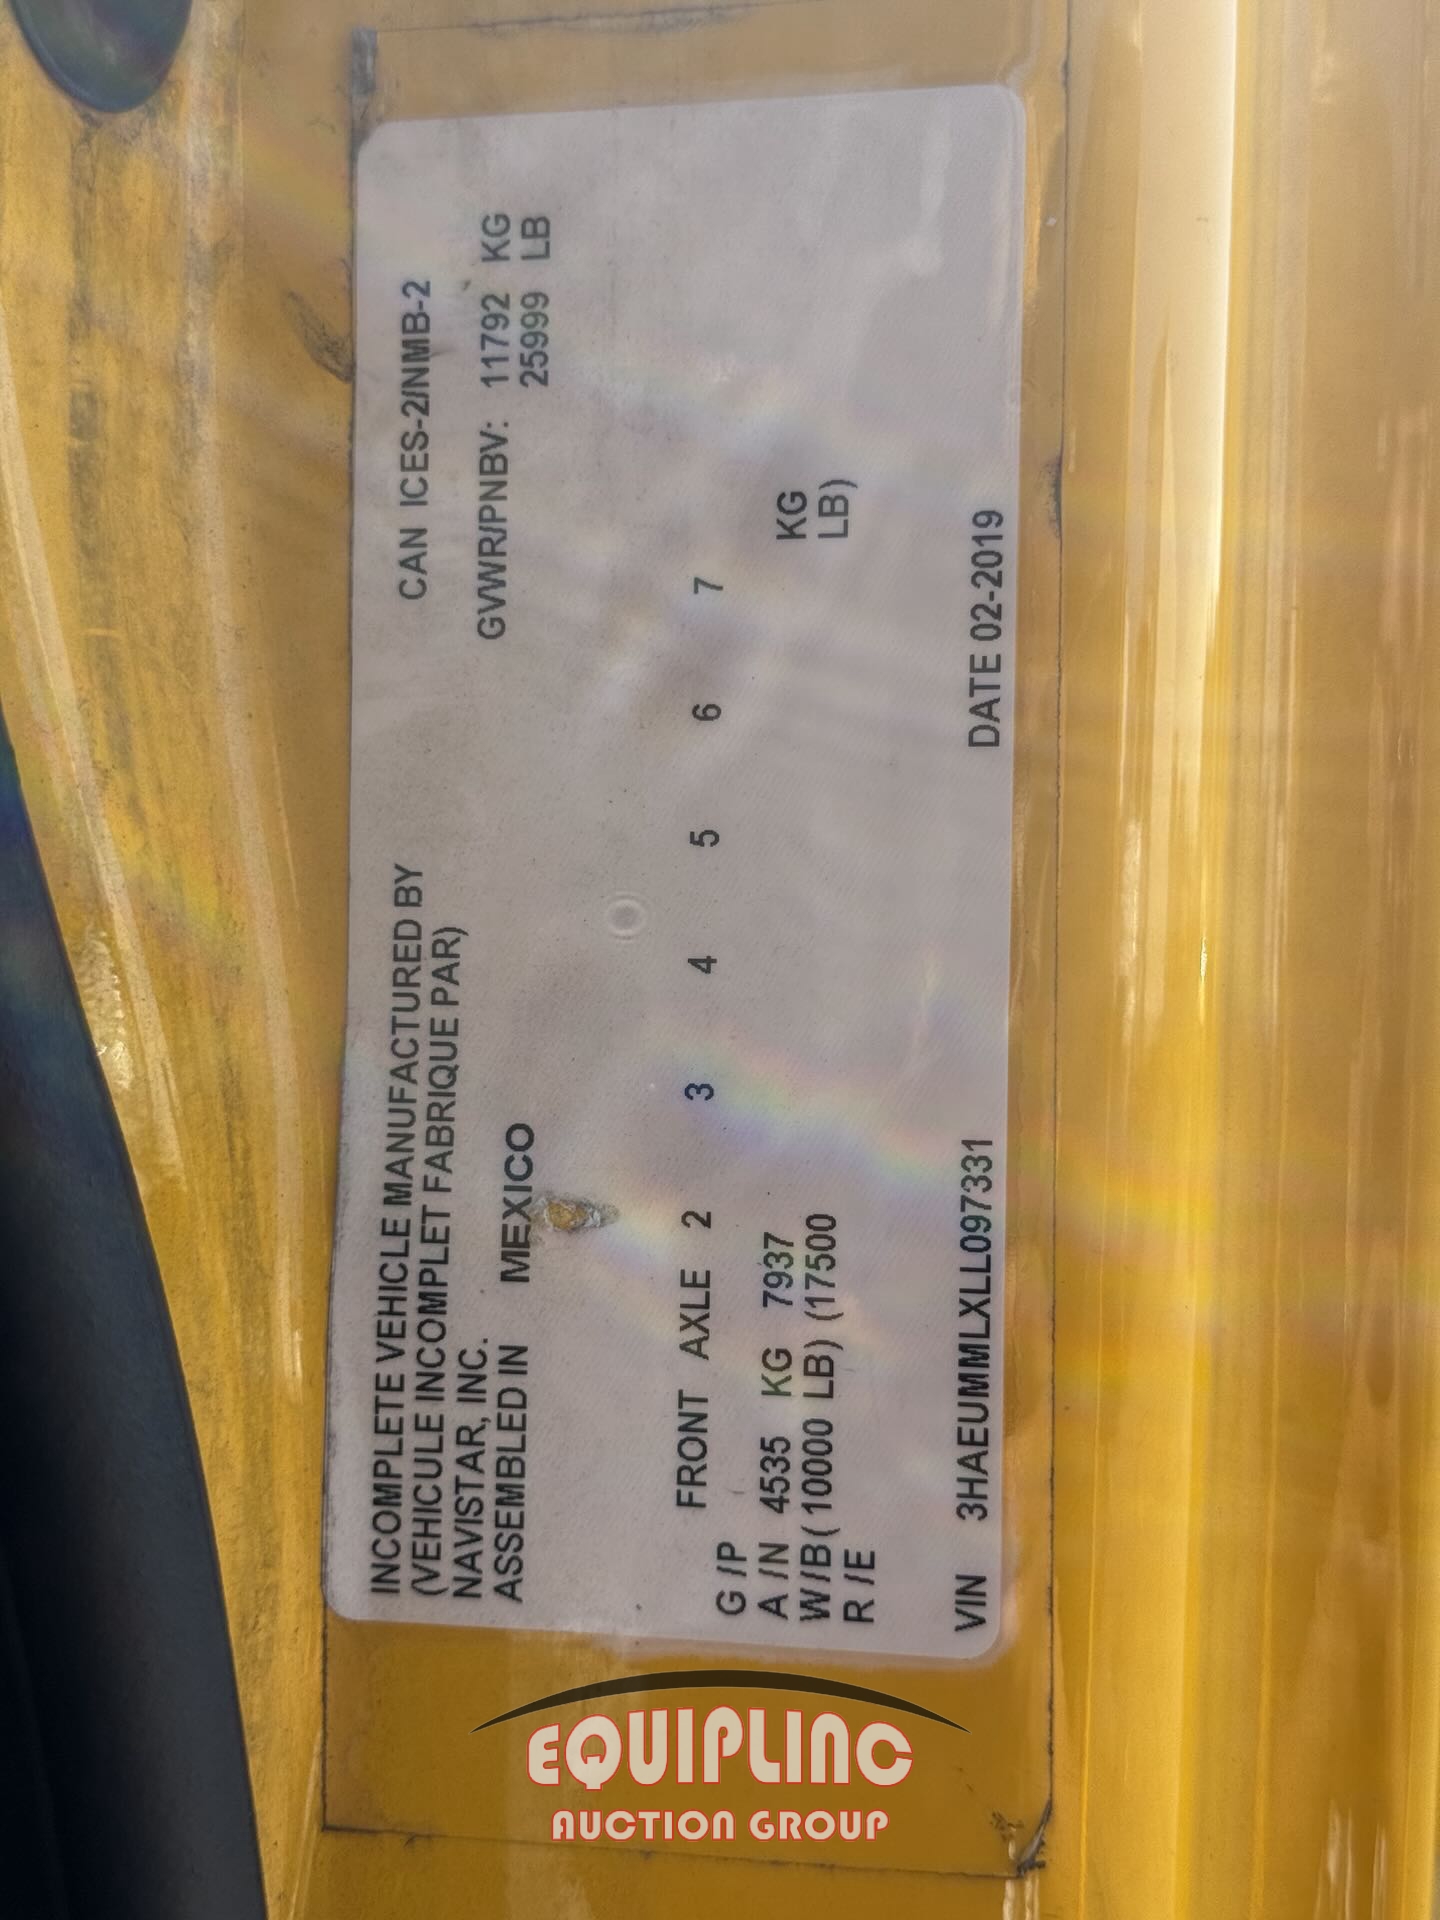 INCOMPLETE VEHICLE MANUFACTURED BY
(VEHICULE INCOMPLET FABRIQUE PAR)
NAVISTAR, INC.
ASSEMBLED IN MEXICO
CAN ICES-2/NMB-2
GVWR/PNBV: 11792 KG
25999 LB
FRONT AXLE 2 3 4 5 6 7
G /P
A /N 4535 KG 7937 KG
W/B( 10000 LB) (17500 LB)
R /E
VIN 3HAEUMMLXLL097331 DATE 02-2019
EQUIPLINC
AUCTION GROUP